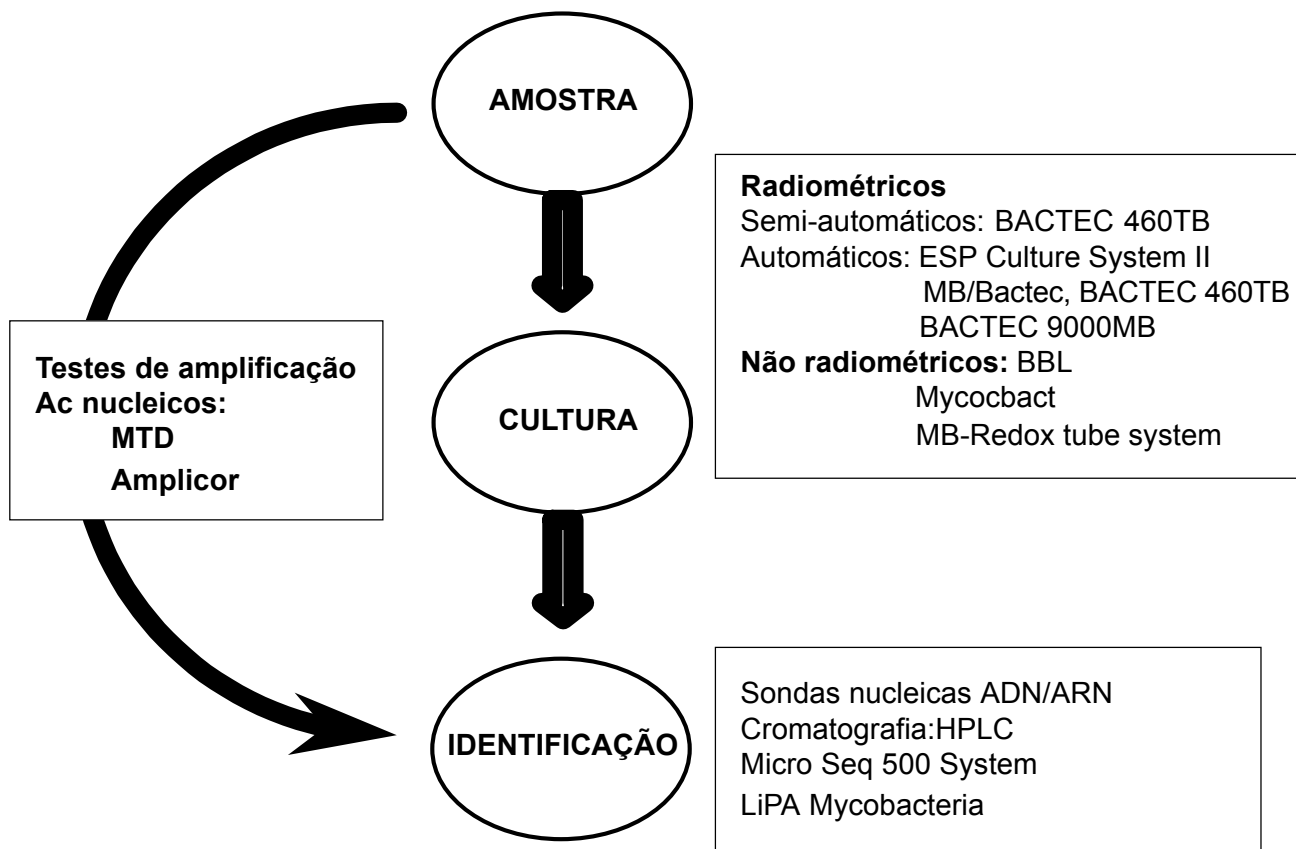 AMOSTRA
Radiométricos
Semi-automáticos: BACTEC 460TB
Automáticos: ESP Culture System II
MB/Bactec, BACTEC 460TB
BACTEC 9000MB
Não radiométricos: BBL
Mycocbact
MB-Redox tube system
Testes de amplificação
Ac nucleicos:
MTD
Amplicor
CULTURA
IDENTIFICAÇÃO
Sondas nucleicas ADN/ARN
Cromatografia:HPLC
Micro Seq 500 System
LiPA Mycobacteria